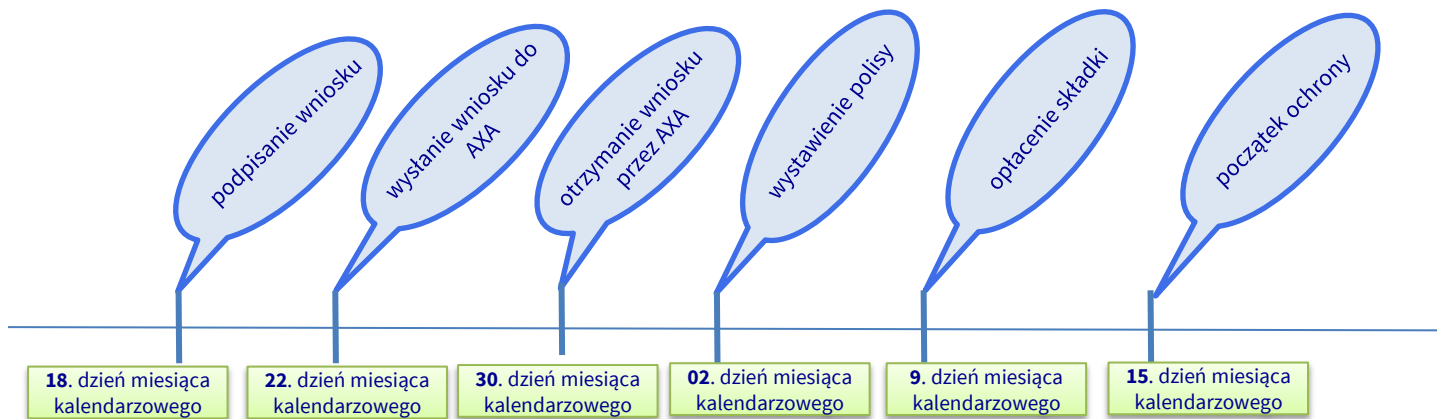 podpisanie wniosku
wysłanie wniosku do
AXA
otrzymanie wniosku
przez AXA
wystawienie polisy
opłacenie składki
początek ochrony
18. dzień miesiąca
kalendarzowego
22. dzień miesiąca
kalendarzowego
30. dzień miesiąca
kalendarzowego
02. dzień miesiąca
kalendarzowego
9. dzień miesiąca
kalendarzowego
15. dzień miesiąca
kalendarzowego